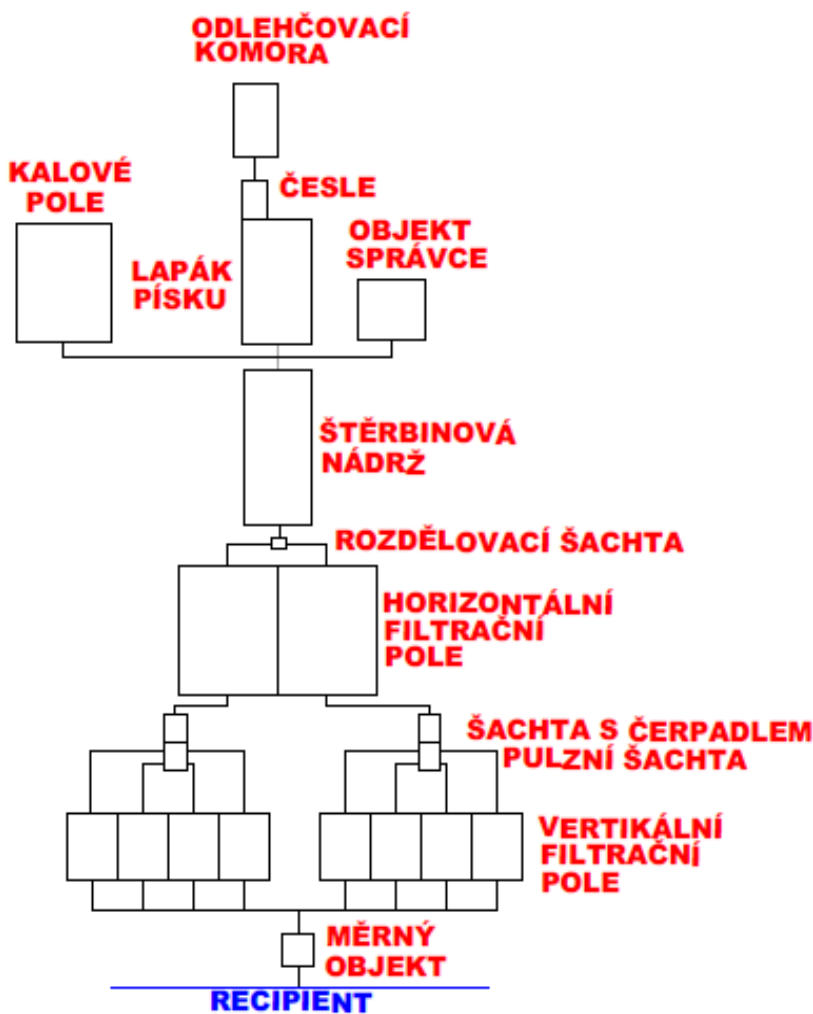 ODLEHČOVACÍ
KOMORA
KALOVÉ
POLE
ČESLE
OBJEKT
SPRÁVCE
LAPÁK
PÍSKU
ŠTĚRBINOVÁ
NÁDRŽ
ROZDĚLOVACÍ ŠACHTA
HORIZONTÁLNÍ
FILTRAČNÍ
POLE
ŠACHTA S ČERPADLEM
PULZNÍ ŠACHTA
VERTIKÁLNÍ
FILTRAČNÍ
POLE
MĚRNÝ
OBJEKT
RECIPIENT